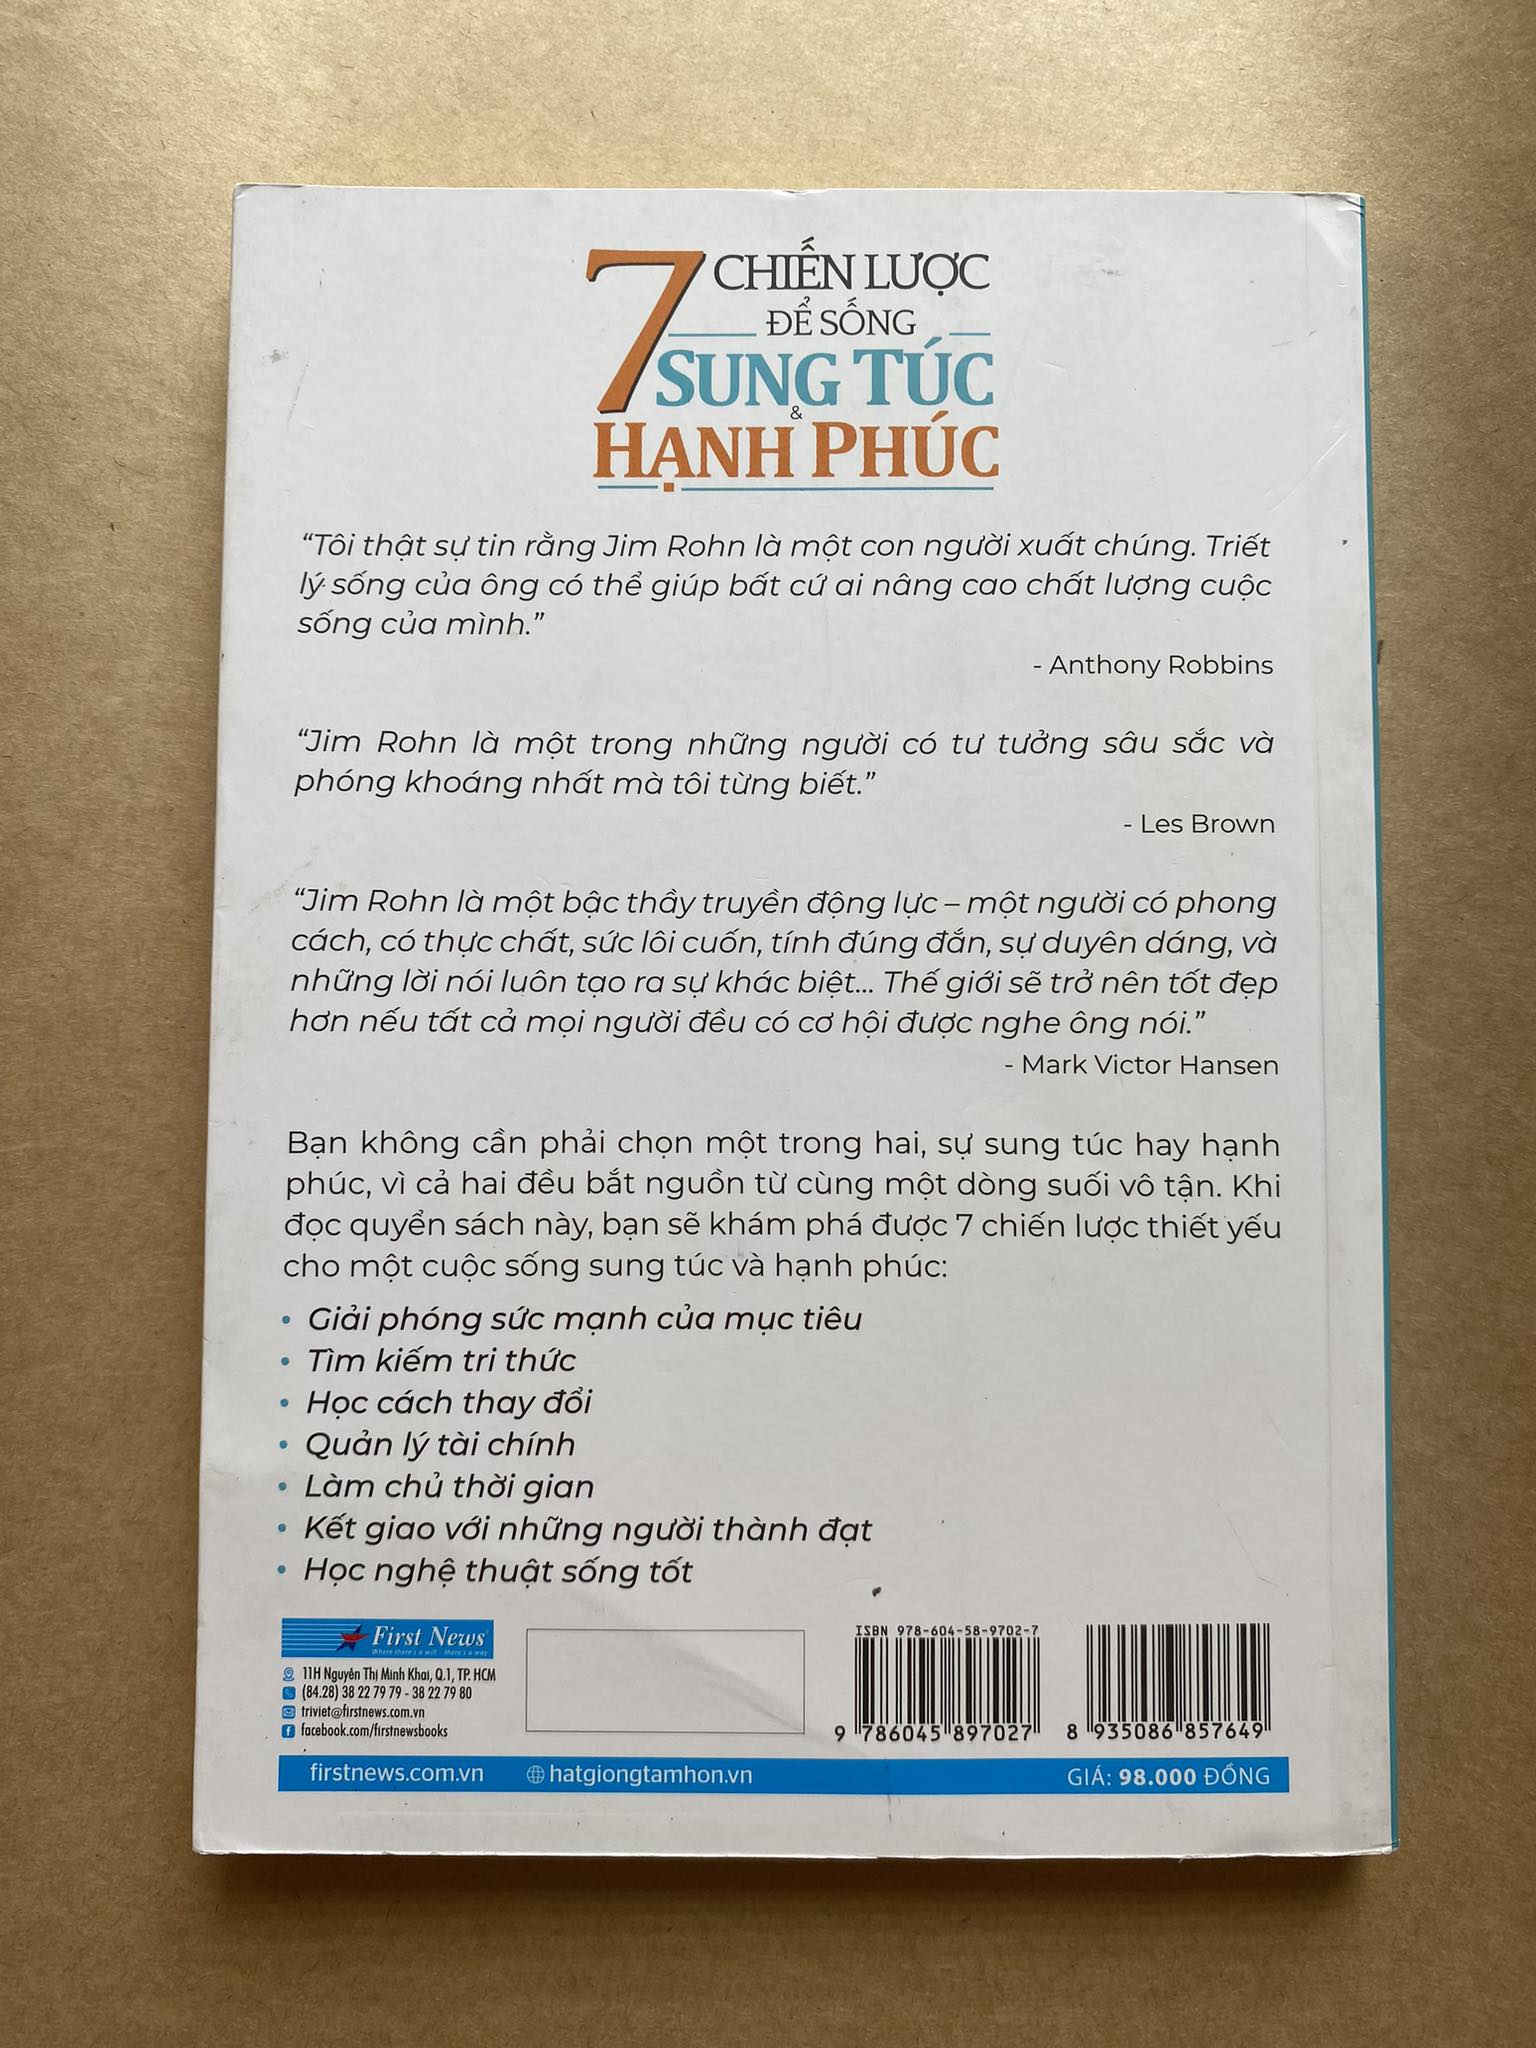 7 CHIẾN LƯỢC
ĐỂ SỐNG
SUNG TÚC
&
HẠNH PHÚC
“Tôi thật sự tin rằng Jim Rohn là một con người xuất chúng. Triết
lý sống của ông có thể giúp bất cứ ai nâng cao chất lượng cuộc
sống của mình.”
- Anthony Robbins
“Jim Rohn là một trong những người có tư tưởng sâu sắc và
phóng khoáng nhất mà tôi từng biết.”
- Les Brown
“Jim Rohn là một bậc thầy truyền động lực – một người có phong
cách, có thực chất, sức lôi cuốn, tính đúng đắn, sự duyên dáng, và
những lời nói luôn tạo ra sự khác biệt... Thế giới sẽ trở nên tốt đẹp
hơn nếu tất cả mọi người đều có cơ hội được nghe ông nói.”
- Mark Victor Hansen
Bạn không cần phải chọn một trong hai, sự sung túc hay hạnh
phúc, vì cả hai đều bắt nguồn từ cùng một dòng suối vô tận. Khi
đọc quyển sách này, bạn sẽ khám phá được 7 chiến lược thiết yếu
cho một cuộc sống sung túc và hạnh phúc:
• Giải phóng sức mạnh của mục tiêu
• Tìm kiếm tri thức
• Học cách thay đổi
• Quản lý tài chính
• Làm chủ thời gian
• Kết giao với những người thành đạt
• Học nghệ thuật sống tốt
First News
Where there's a will - there's a way
11H Nguyễn Thị Minh Khai, Q.1, TP. HCM
(84.28) 38 22 79 79 - 38 22 79 80
triviet@firstnews.com.vn
facebook.com/firstnewsbooks
ISBN 978-604-58-9702-7
9 786045 897027
8 935086 857649
firstnews.com.vn
hatgiongtamhon.vn
GIÁ: 98.000 ĐỒNG